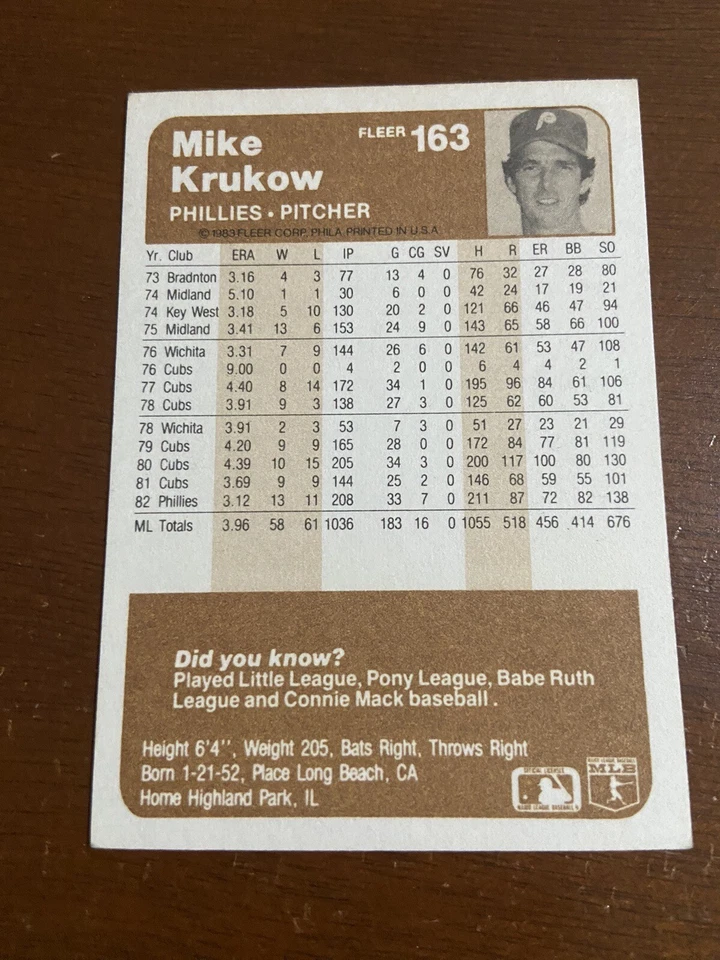 Mike FLEER 163
Krukow
PHILLIES • PITCHER
© 1983 FLEER CORP. PHILA. PRINTED IN U.S.A.
Yr. Club ERA W L IP G CG SV H R ER BB SO
73 Bradnton 3.16 4 3 77 13 4 0 76 32 27 28 80
74 Midland 5.10 1 1 30 6 0 0 42 24 17 19 21
74 Key West 3.18 5 10 130 20 2 0 121 66 46 47 94
75 Midland 3.41 13 6 153 24 9 0 143 65 58 66 100
76 Wichita 3.31 7 9 144 26 6 0 142 61 53 47 108
76 Cubs 9.00 0 0 4 2 0 0 6 4 4 2 1
77 Cubs 4.40 8 14 172 34 1 0 195 96 84 61 106
78 Cubs 3.91 9 3 138 27 3 0 125 62 60 53 81
78 Wichita 3.91 2 3 53 7 3 0 51 27 23 21 29
79 Cubs 4.20 9 9 165 28 0 0 172 84 77 81 119
80 Cubs 4.39 10 15 205 34 3 0 200 117 100 80 130
81 Cubs 3.69 9 9 144 25 2 0 146 68 59 55 101
82 Phillies 3.12 13 11 208 33 7 0 211 87 72 82 138
ML Totals 3.96 58 61 1036 183 16 0 1055 518 456 414 676
Did you know?
Played Little League, Pony League, Babe Ruth
League and Connie Mack baseball.
Height 6'4'', Weight 205, Bats Right, Throws Right
Born 1-21-52, Place Long Beach, CA
Home Highland Park, IL
OFFICIAL LICENSEE
MAJOR LEAGUE BASEBALL
MAJOR LEAGUE BASEBALL
MLB